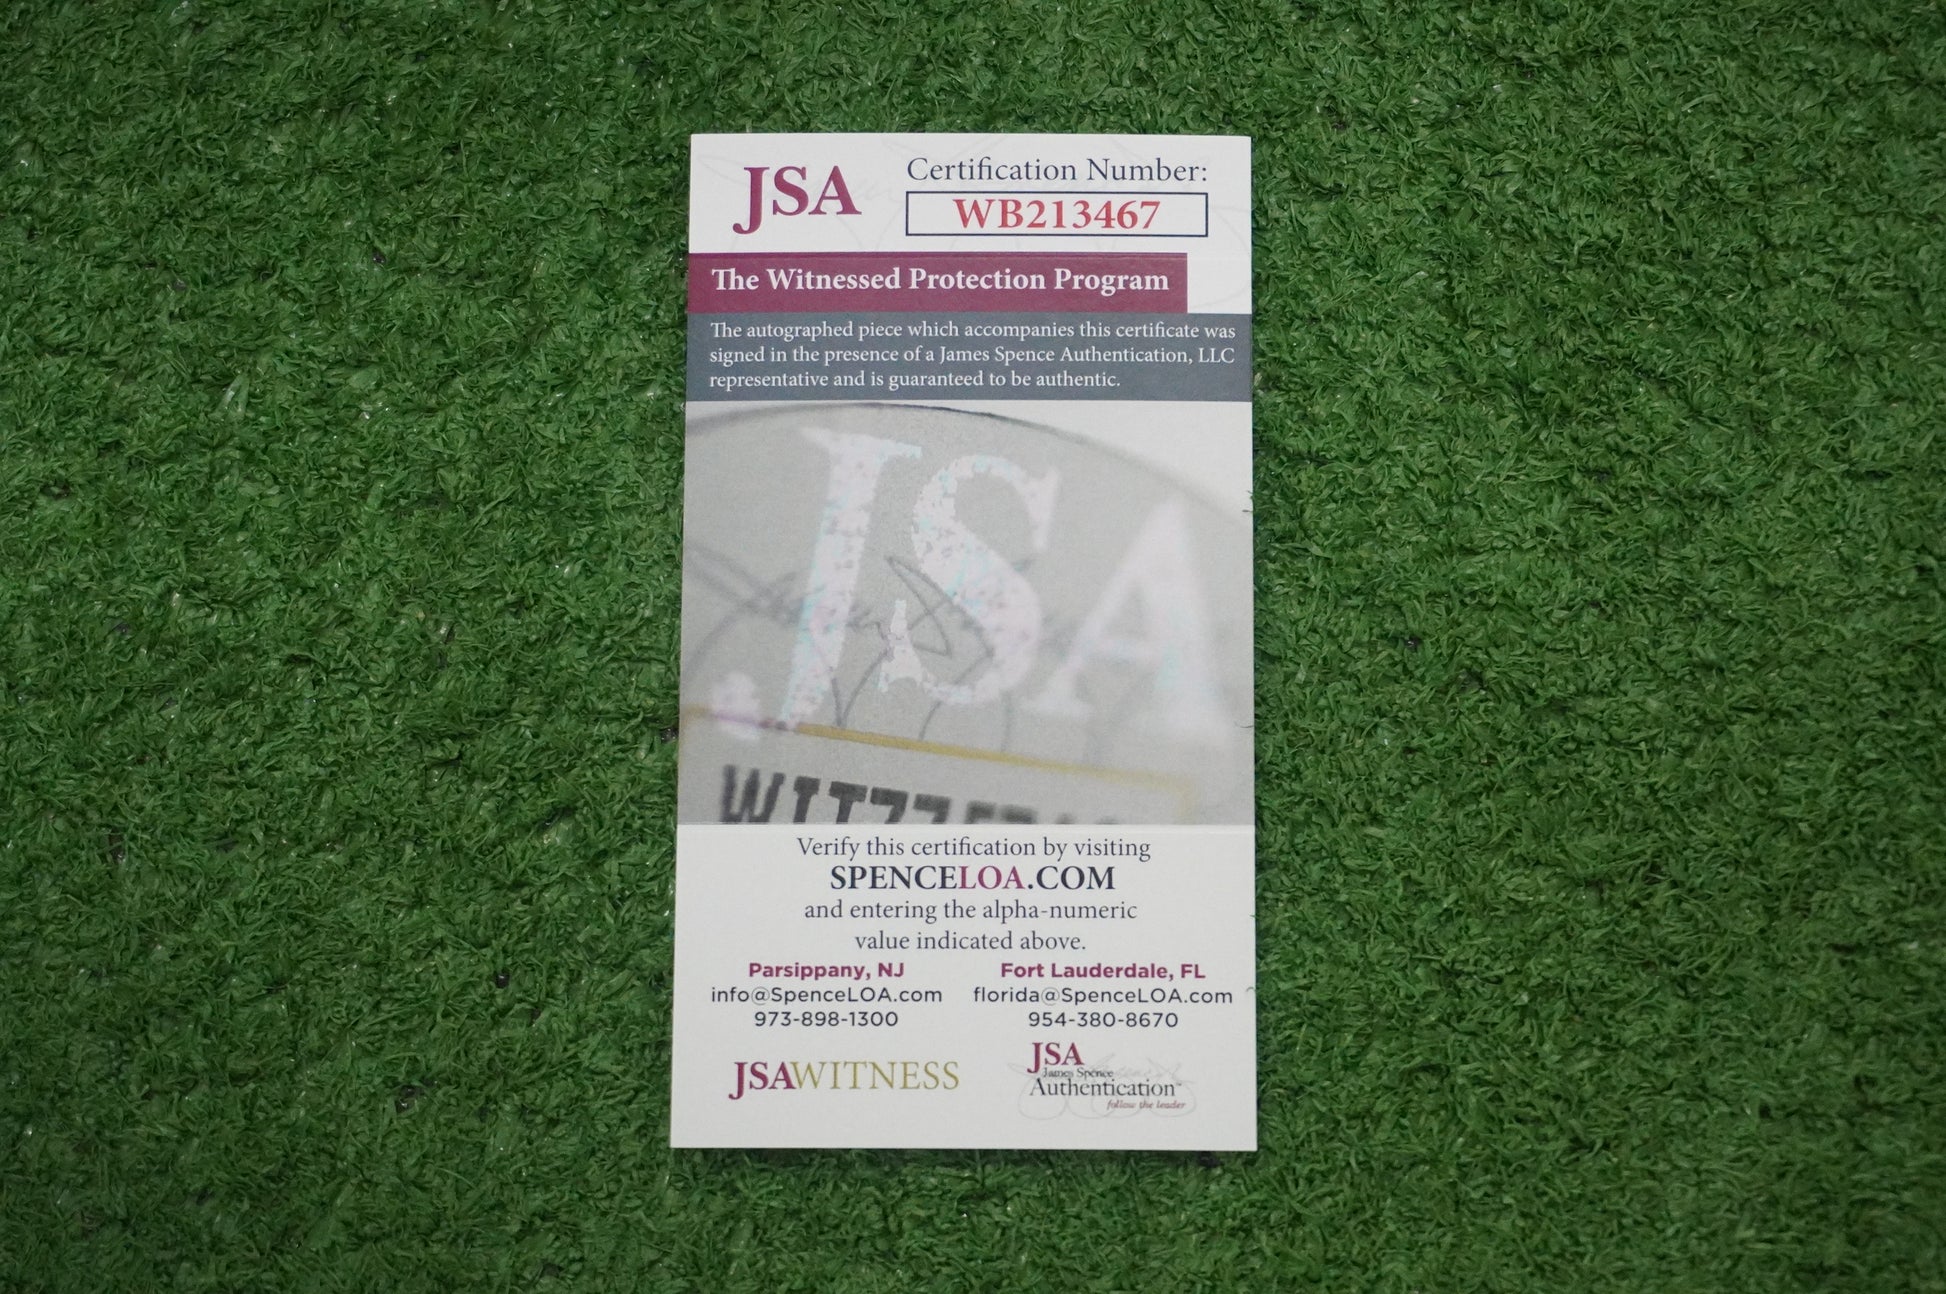 JSA
Certification Number:
WB213467
The Witnessed Protection Program
The autographed piece which accompanies this certificate was
signed in the presence of a James Spence Authentication, LLC
representative and is guaranteed to be authentic.
JSA
Verify this certification by visiting
SPENCELOA.COM
and entering the alpha-numeric
value indicated above.
Parsippany, NJ
info@SpenceLOA.com
973-898-1300
Fort Lauderdale, FL
florida@SpenceLOA.com
954-380-8670
JSAWITNESS
JSA
James Spence
Authentication™
follow the leader